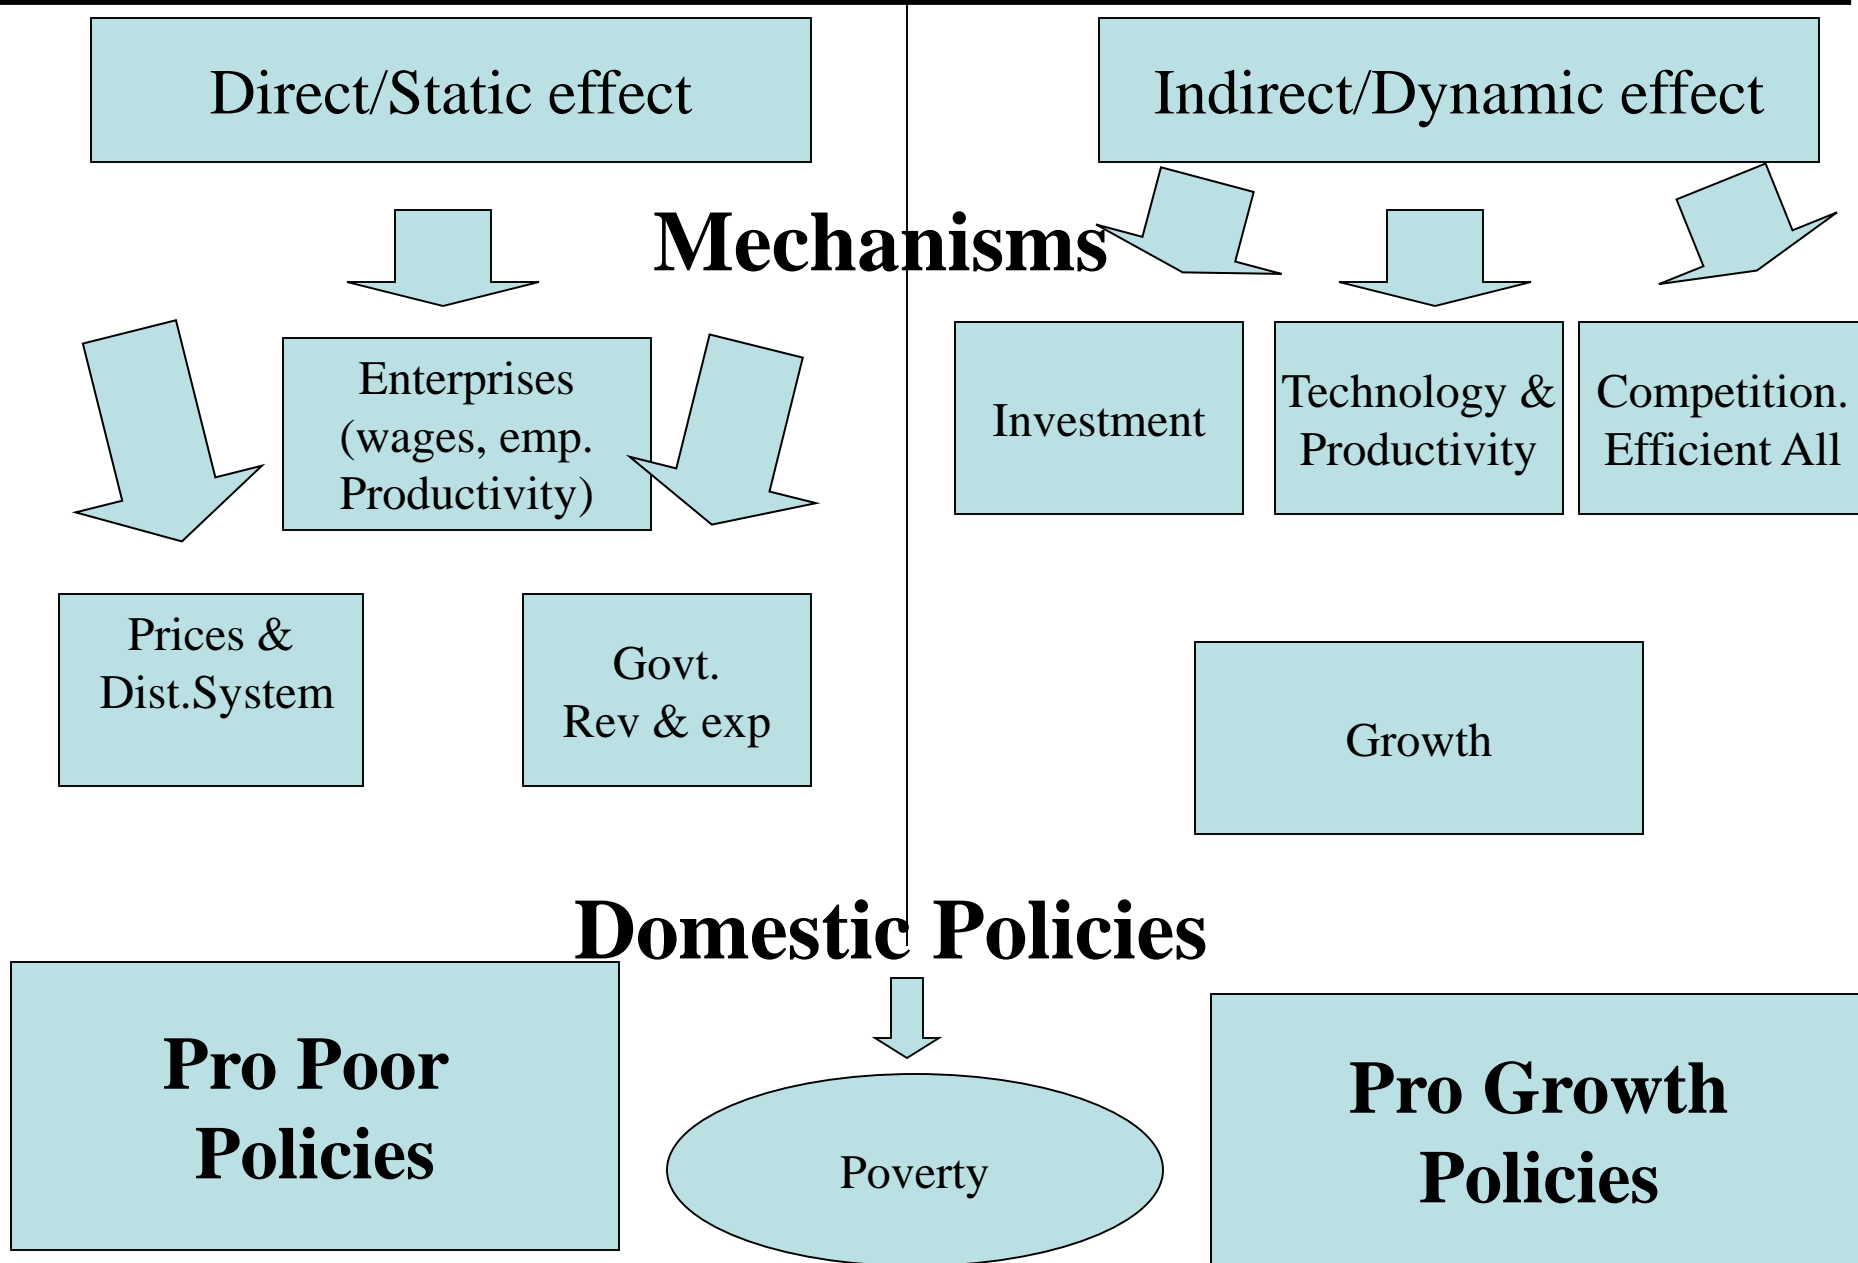 Direct/Static effect
Indirect/Dynamic effect
Mechanisms
Enterprises
(wages, emp.
Productivity)
Investment
Technology &
Productivity
Competition.
Efficient All
Prices &
Dist.System
Govt.
Rev & exp
Growth
Domestic Policies
Pro Poor
Policies
Poverty
Pro Growth
Policies